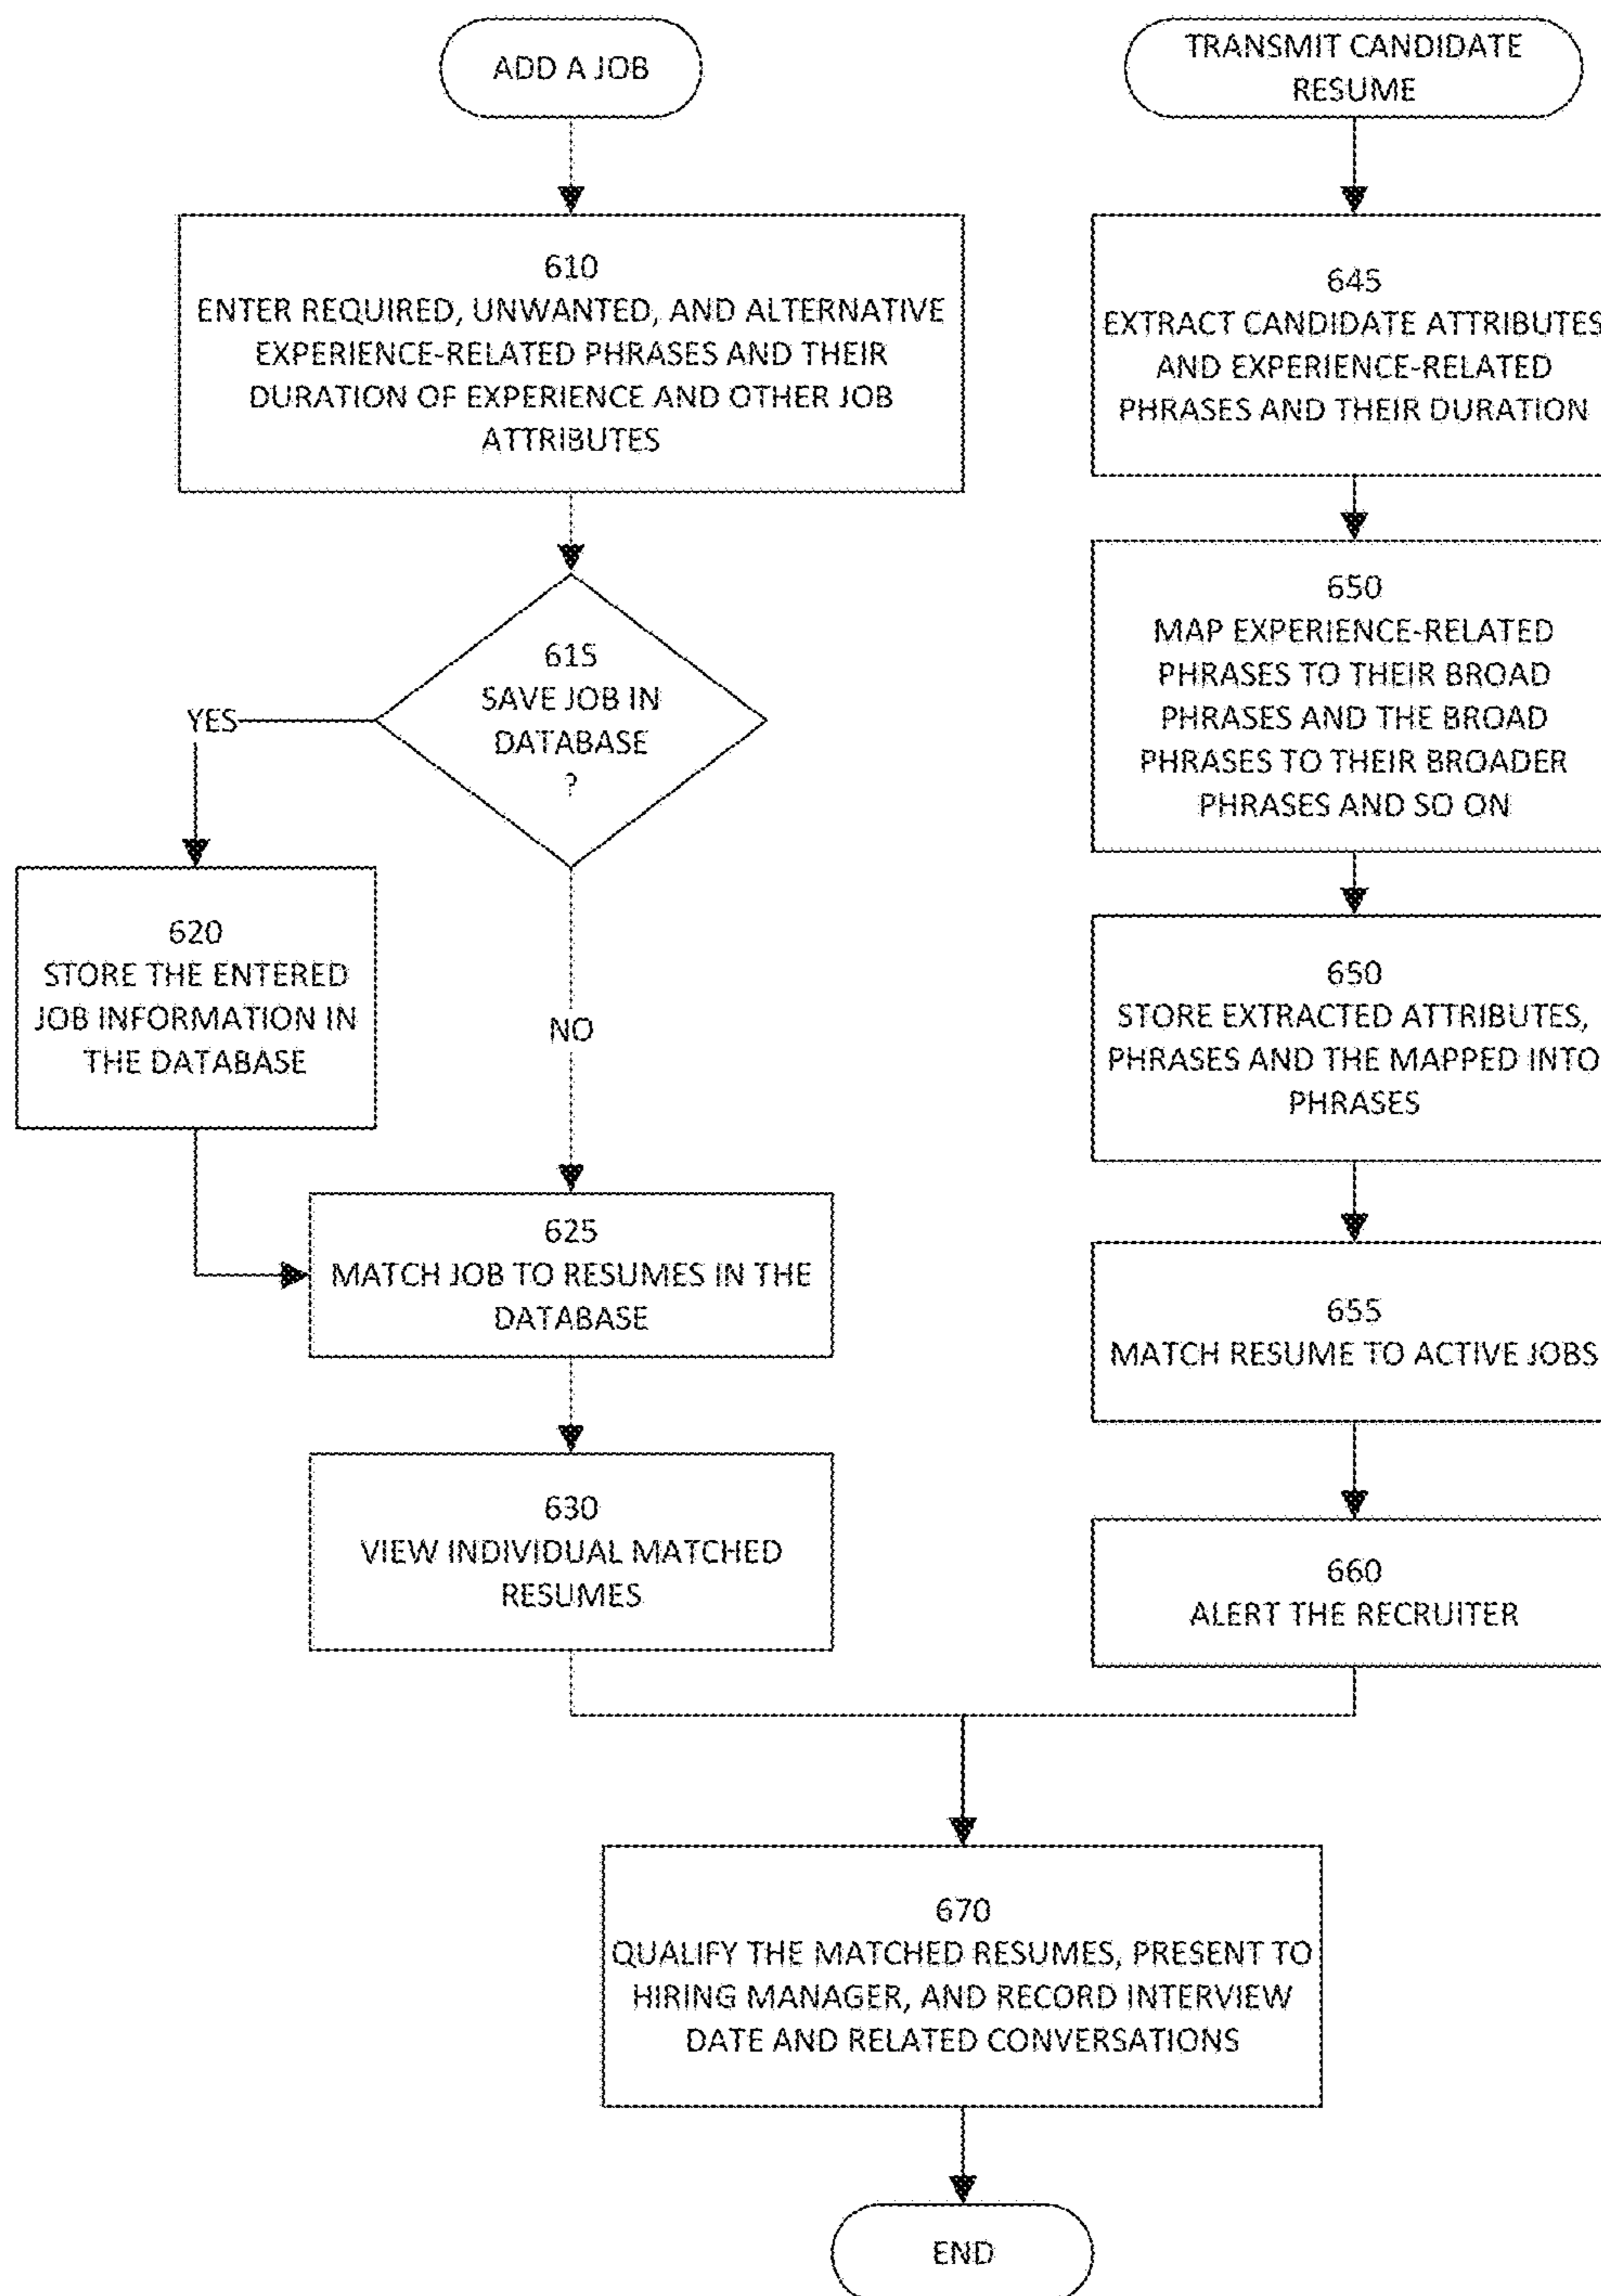 ADD A JOB
610
ENTER REQUIRED, UNWANTED, AND ALTERNATIVE
EXPERIENCE-RELATED PHRASES AND THEIR
DURATION OF EXPERIENCE AND OTHER JOB
ATTRIBUTES
615
SAVE JOB IN
DATABASE
?
YES
620
STORE THE ENTERED
JOB INFORMATION IN
THE DATABASE
NO
625
MATCH JOB TO RESUMES IN THE
DATABASE
630
VIEW INDIVIDUAL MATCHED
RESUMES
TRANSMIT CANDIDATE
RESUME
645
EXTRACT CANDIDATE ATTRIBUTES
AND EXPERIENCE-RELATED
PHRASES AND THEIR DURATION
650
MAP EXPERIENCE-RELATED
PHRASES TO THEIR BROAD
PHRASES AND THE BROAD
PHRASES TO THEIR BROADER
PHRASES AND SO ON
650
STORE EXTRACTED ATTRIBUTES,
PHRASES AND THE MAPPED INTO
PHRASES
655
MATCH RESUME TO ACTIVE JOBS
660
ALERT THE RECRUITER
670
QUALIFY THE MATCHED RESUMES, PRESENT TO
HIRING MANAGER, AND RECORD INTERVIEW
DATE AND RELATED CONVERSATIONS
END